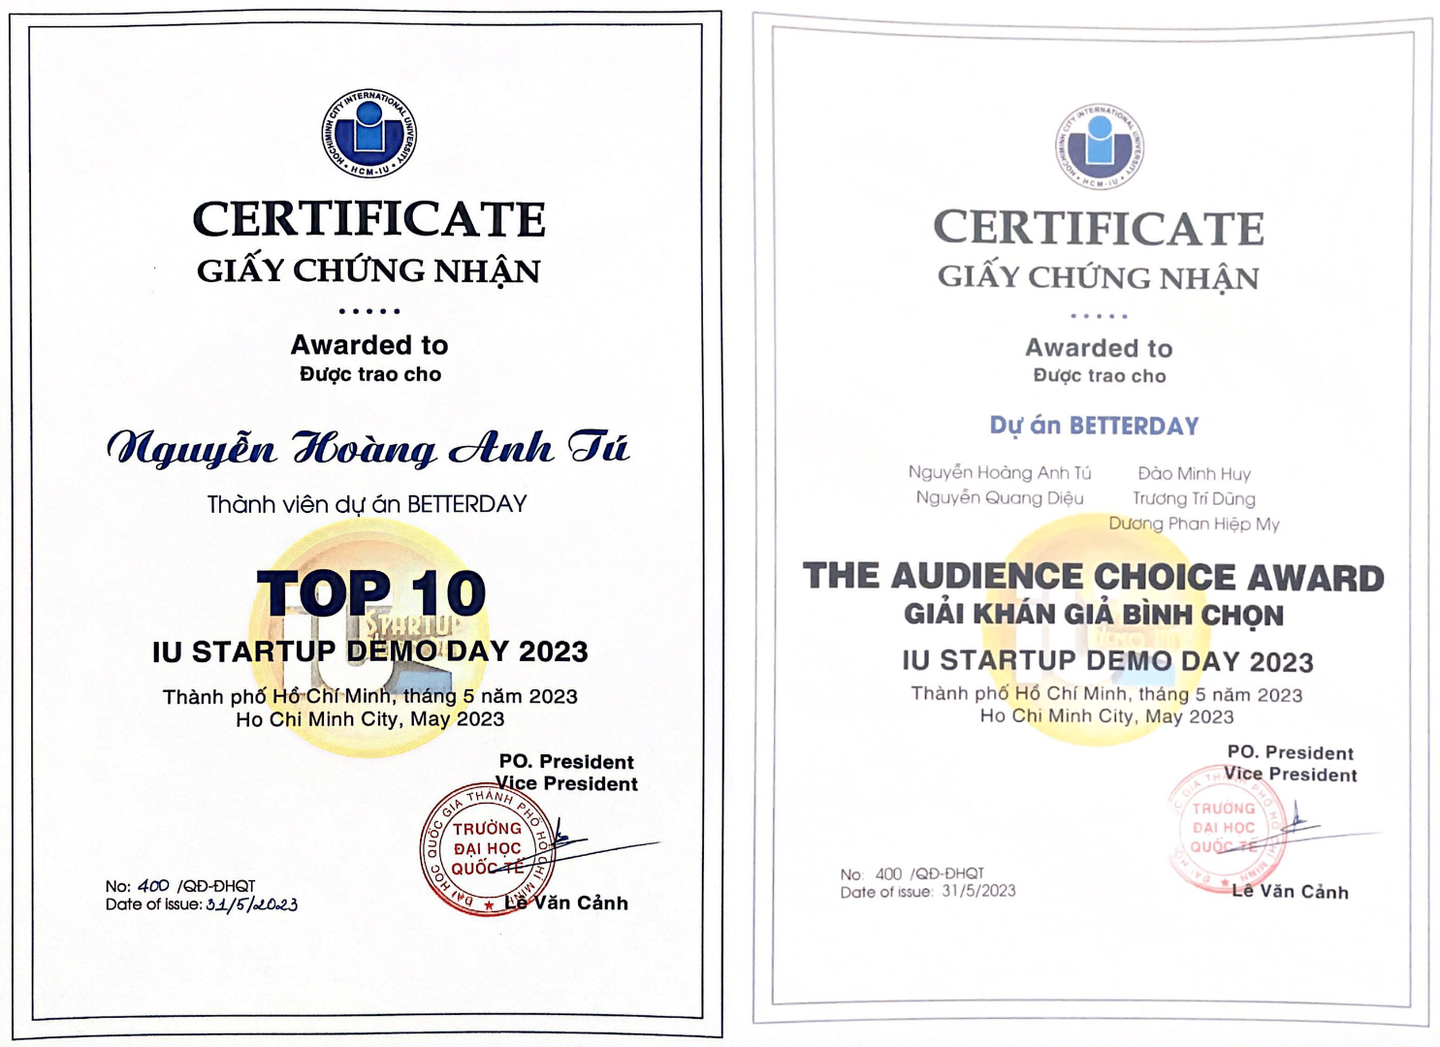 HOCHIMINH CITY INTERNATIONAL UNIVERSITY
HCM-IU
CERTIFICATE
GIẤY CHỨNG NHẬN
Awarded to
Được trao cho
Nguyễn Hoàng Anh Tú
Thành viên dự án BETTERDAY
TOP 10
IU STARTUP DEMO DAY 2023
Thành phố Hồ Chí Minh, tháng 5 năm 2023
Ho Chi Minh City, May 2023
PO. President
Vice President
ĐẠI HỌC QUỐC GIA THÀNH PHỐ HỒ CHÍ MINH
TRƯỜNG
ĐẠI HỌC
QUỐC TẾ
Lê Văn Cảnh
No: 400 /QĐ-ĐHQT
Date of issue: 31/5/2023
HOCHIMINH CITY INTERNATIONAL UNIVERSITY
HCM-IU
CERTIFICATE
GIẤY CHỨNG NHẬN
Awarded to
Được trao cho
Dự án BETTERDAY
Nguyễn Hoàng Anh Tú Đào Minh Huy
Nguyễn Quang Diệu Trương Trí Dũng
Dương Phan Hiệp My
THE AUDIENCE CHOICE AWARD
GIẢI KHÁN GIẢ BÌNH CHỌN
IU STARTUP DEMO DAY 2023
Thành phố Hồ Chí Minh, tháng 5 năm 2023
Ho Chi Minh City, May 2023
PO. President
Vice President
TRƯỜNG
ĐẠI HỌC
QUỐC TẾ
Lê Văn Cảnh
No: 400 /QĐ-ĐHQT
Date of issue: 31/5/2023